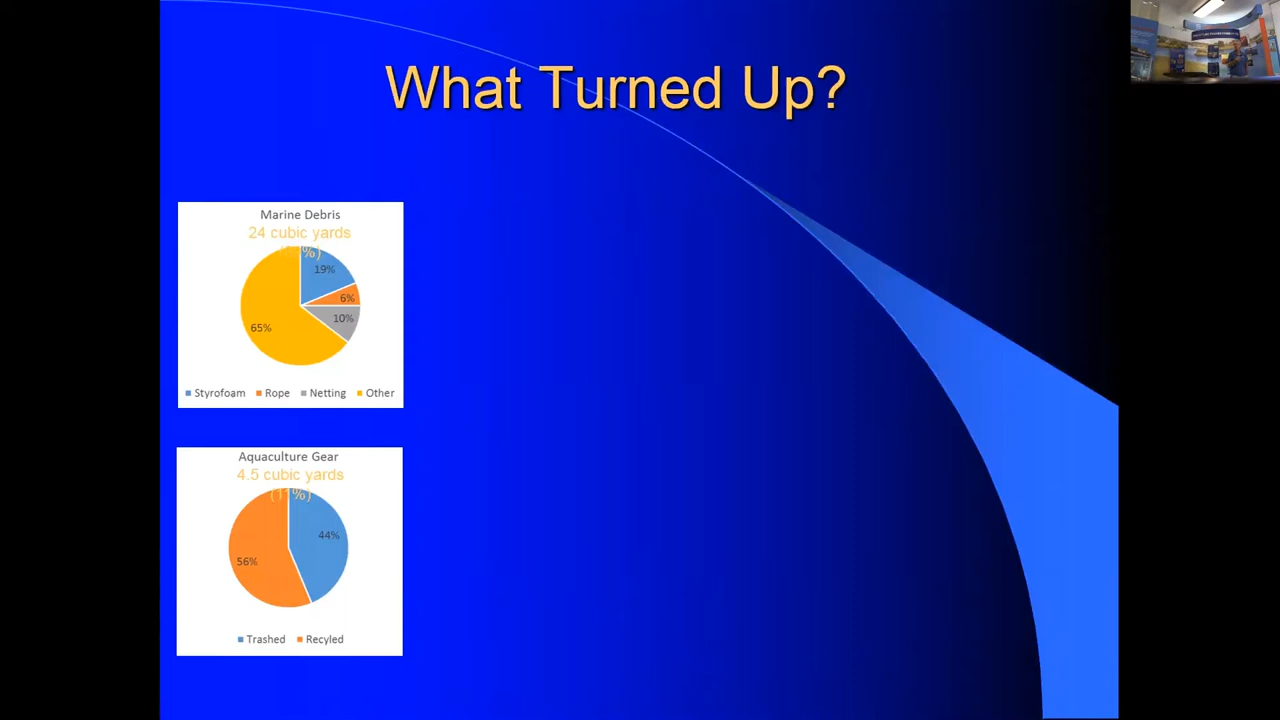 What Turned Up?
Marine Debris
24 cubic yards
19%
6%
10%
65%
Styrofoam Rope Netting Other
Aquaculture Gear
4.5 cubic yards
(11%)
44%
56%
Trashed Recyled